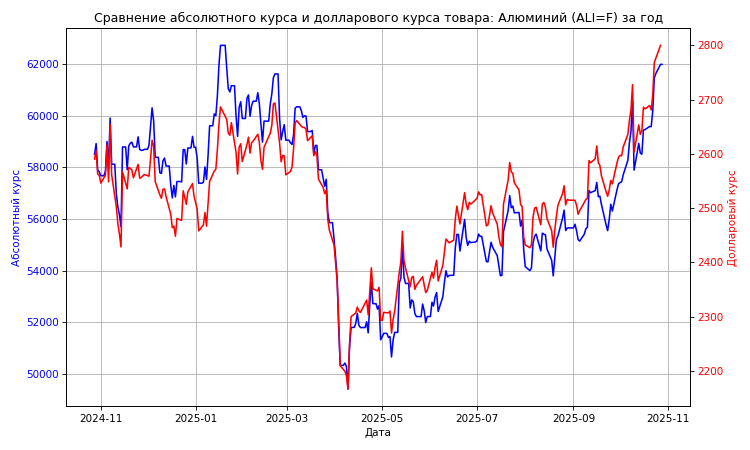 Сравнение абсолютного курса и долларового курса товара: Алюминий (ALI=F) за год
Абсолютный курс
62000
60000
58000
56000
54000
52000
50000
2800
2700
2600
2500
2400
2300
2200
Долларовый курс
2024-11 2025-01 2025-03 2025-05 2025-07 2025-09 2025-11
Дата